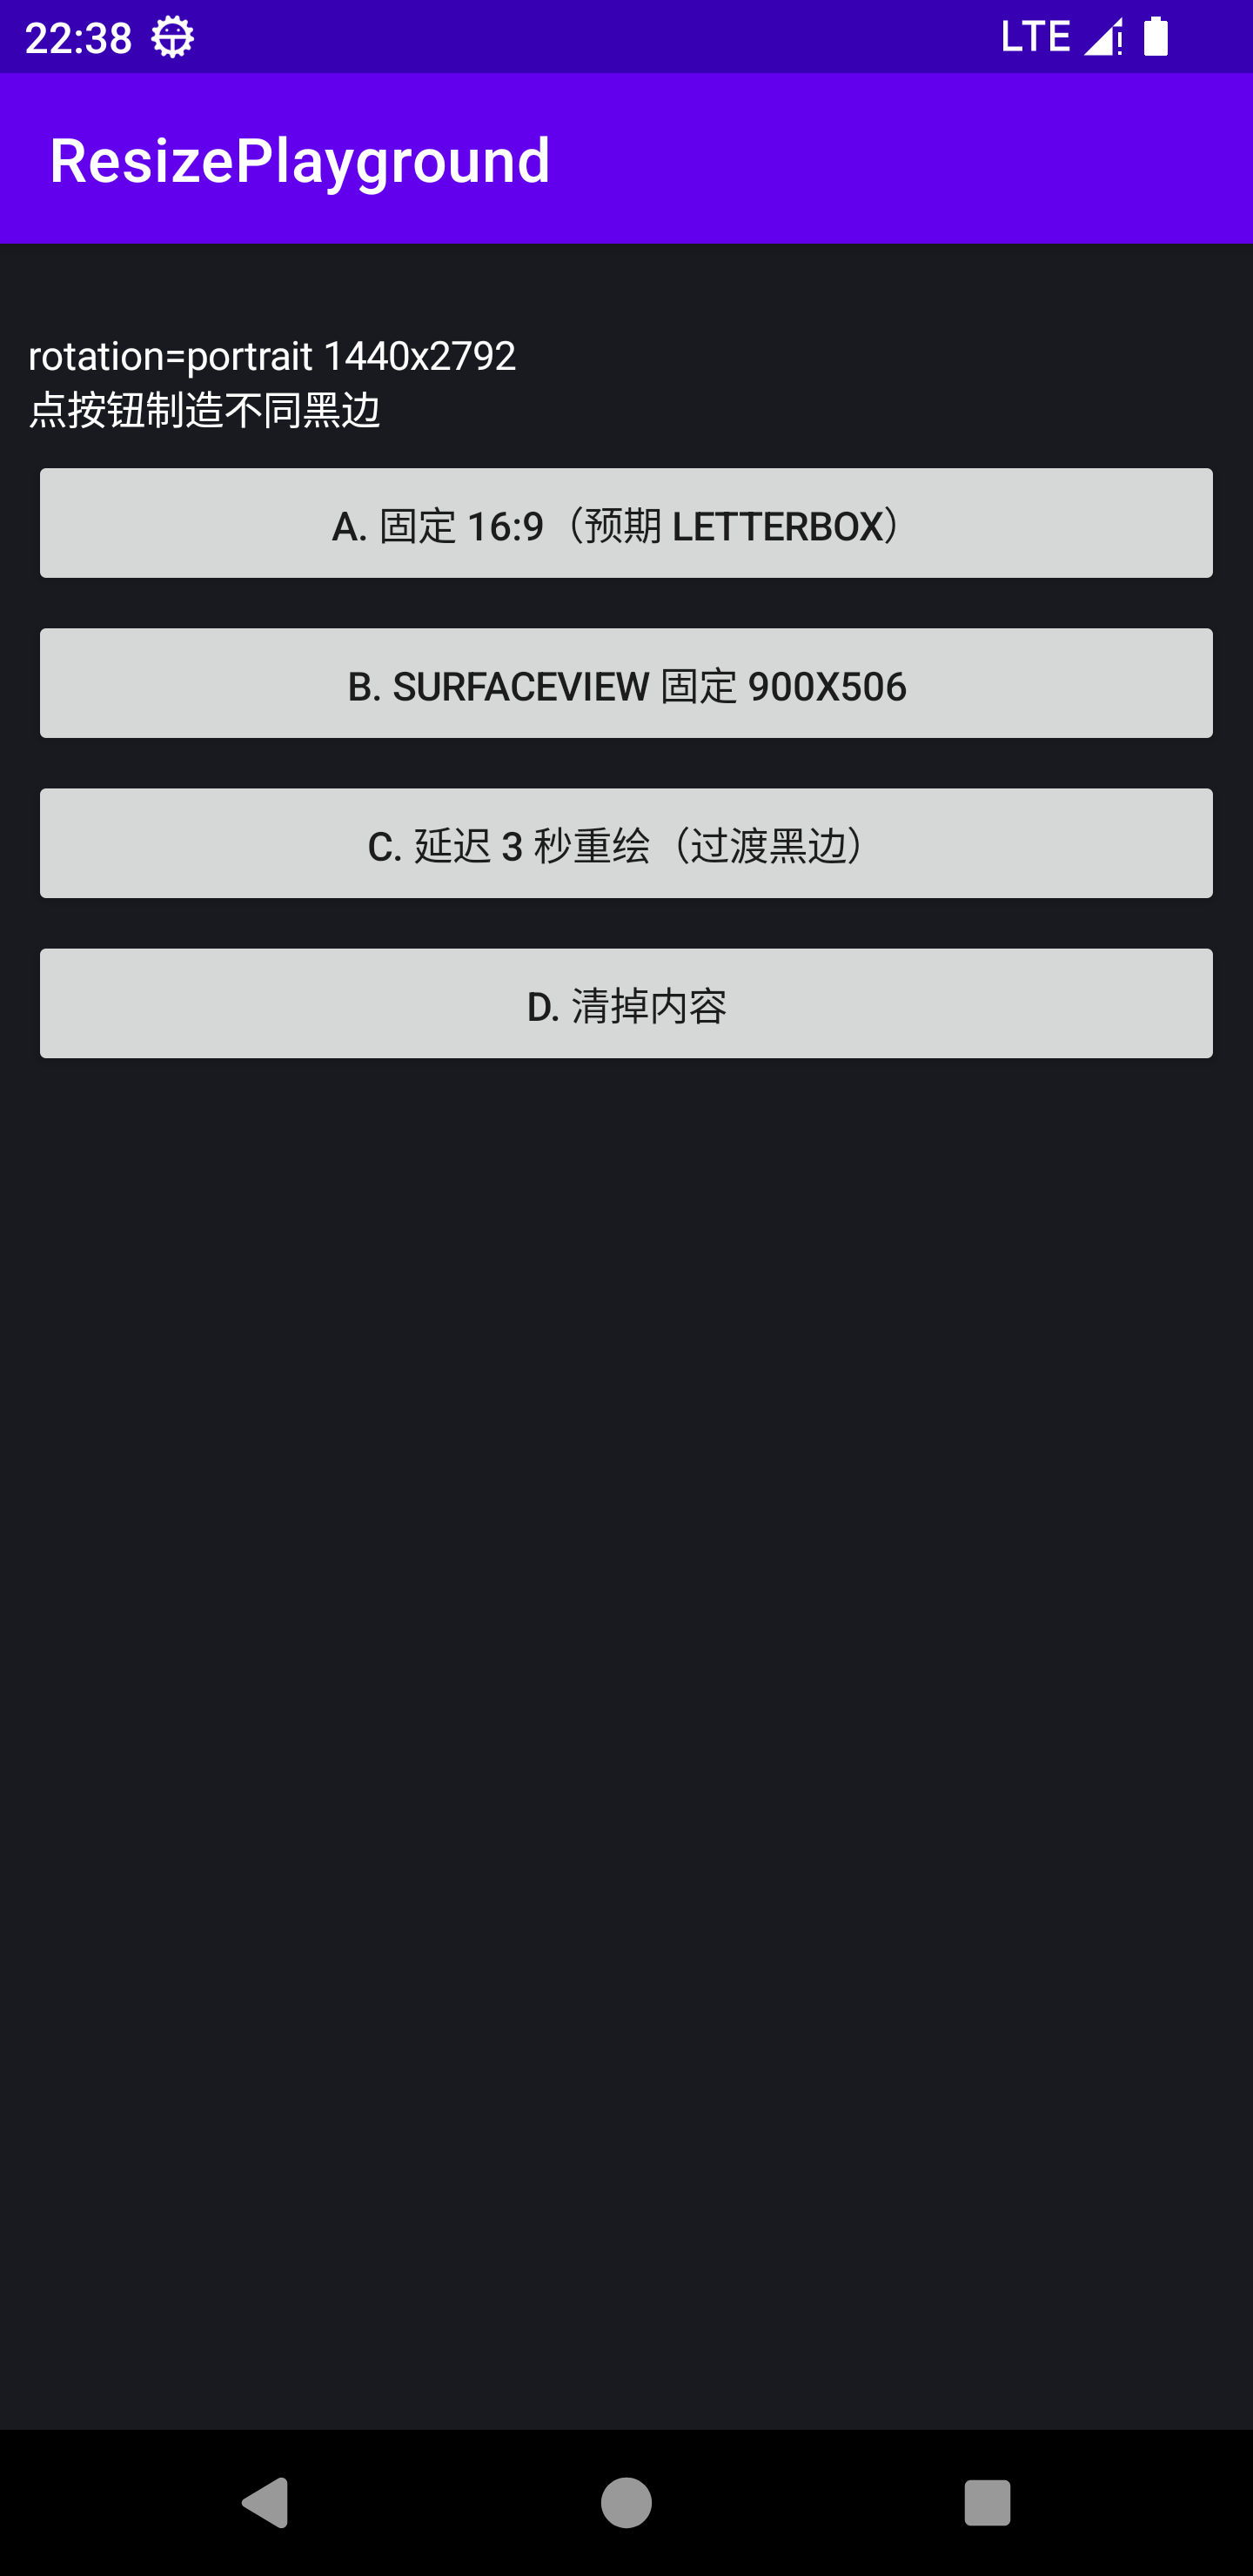 22:38
LTE
ResizePlayground
rotation=portrait 1440x2792
点按钮制造不同黑边
A. 固定 16:9（预期 LETTERBOX）
B. SURFACEVIEW 固定 900X506
C. 延迟 3 秒重绘（过渡黑边）
D. 清掉内容